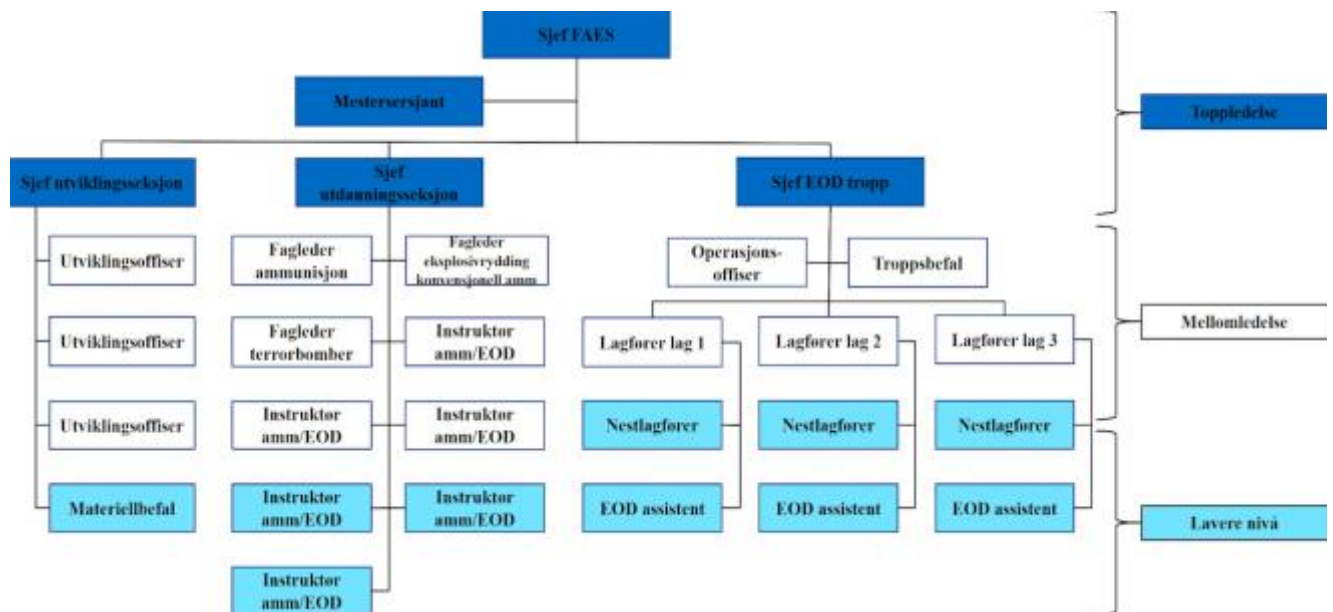 Sjef FAES
Mestersersjant
Toppledelse
Sjef utviklingsseksjon
Sjef
utdanningsseksjon
Sjef EOD tropp
Utviklingsoffiser
Fagleder
ammunisjon
Fagleder
eksplosivrydding
konvensjonell amm
Operasjons-
offiser
Troppsbefal
Utviklingsoffiser
Fagleder
terrorbomber
Instruktør
amm/EOD
Lagfører lag 1
Lagfører lag 2
Lagfører lag 3
Mellomledelse
Utviklingsoffiser
Instruktør
amm/EOD
Instruktør
amm/EOD
Nestlagfører
Nestlagfører
Nestlagfører
Materiellbefal
Instruktør
amm/EOD
Instruktør
amm/EOD
EOD assistent
EOD assistent
EOD assistent
Lavere nivå
Instruktør
amm/EOD